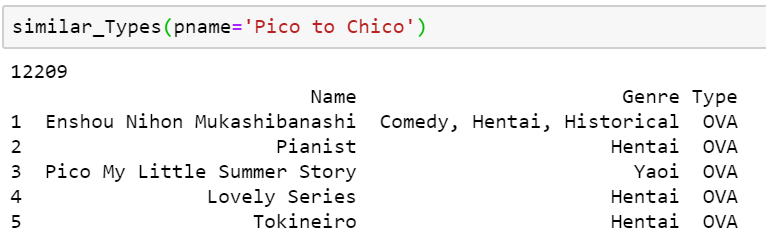 similar_Types(pname='Pico to Chico')
12209
Name Genre Type
1 Enshou Nihon Mukashibanashi Comedy, Hentai, Historical OVA
2 Pianist Hentai OVA
3 Pico My Little Summer Story Yaoi OVA
4 Lovely Series Hentai OVA
5 Tokineiro Hentai OVA